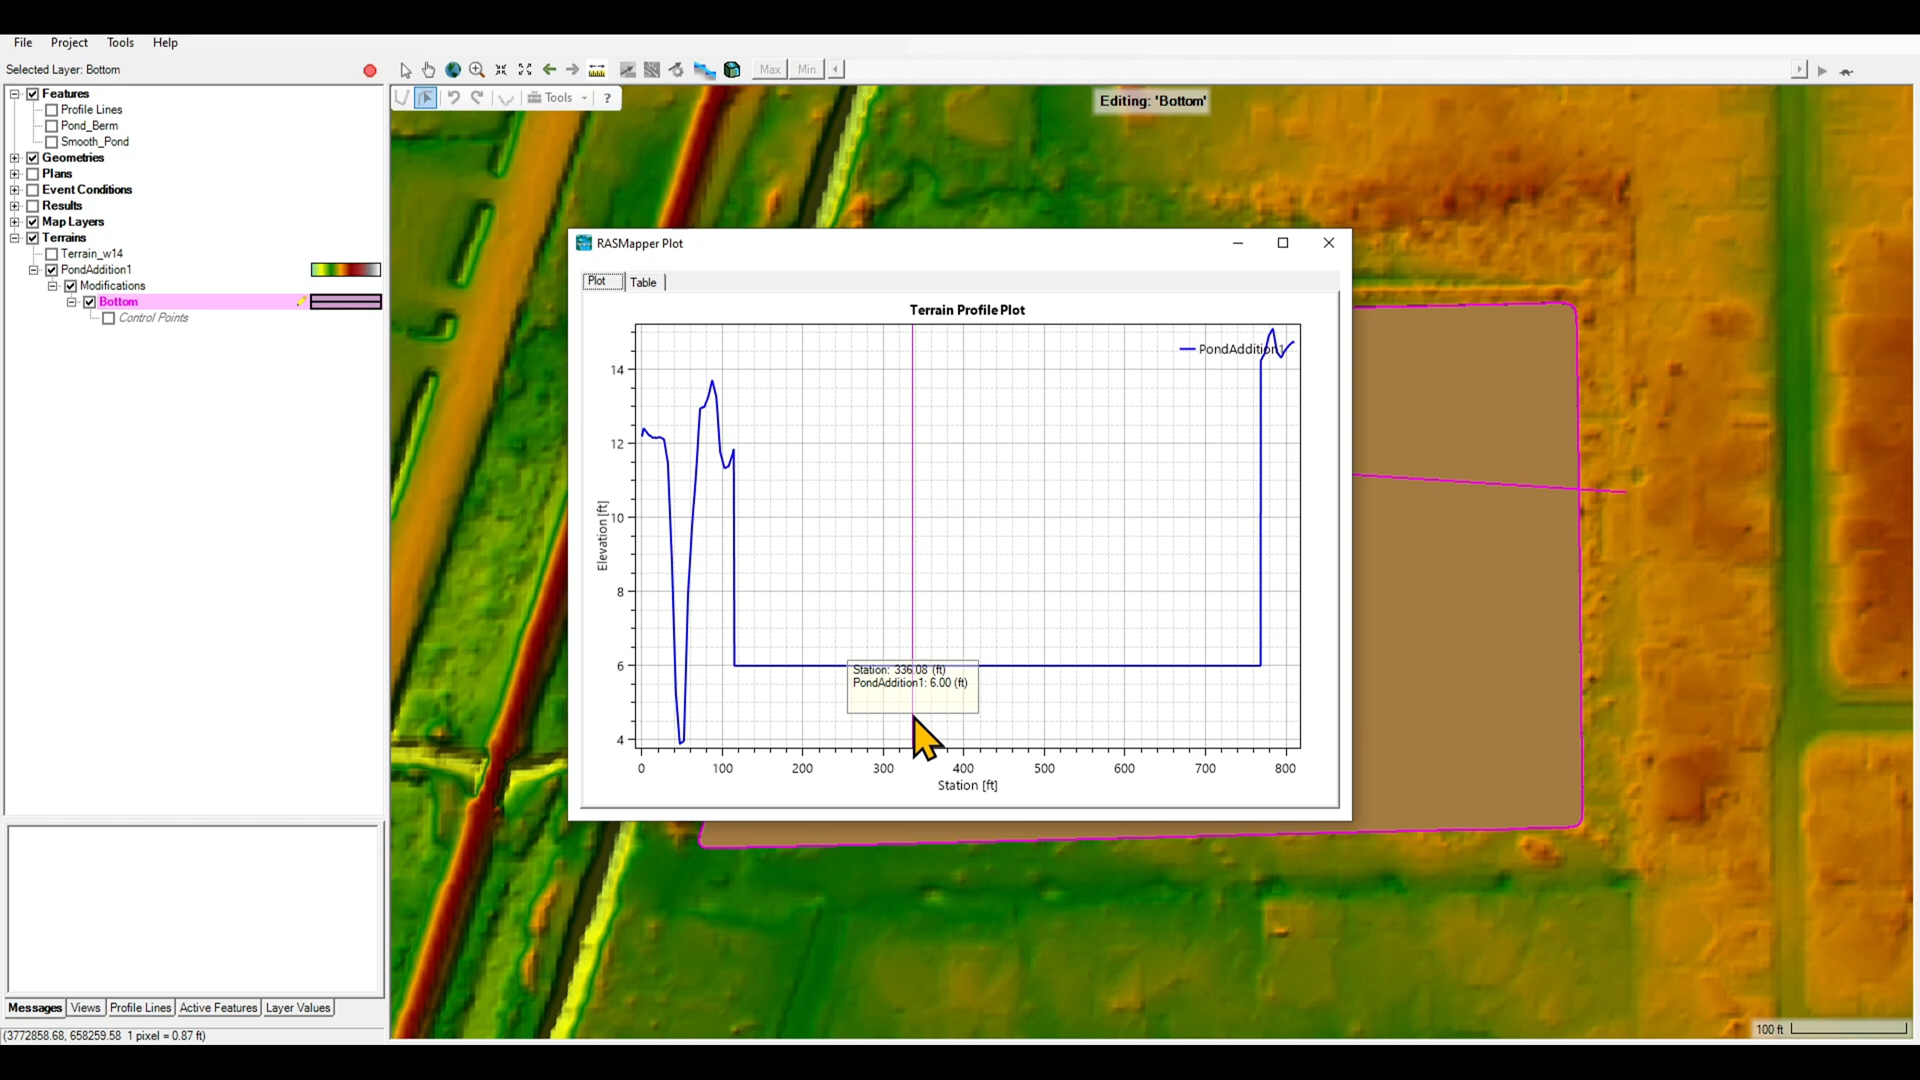 File Project Tools Help
Selected Layer: Bottom
Max Min
Features
Profile Lines
Pond_Berm
Smooth_Pond
Geometries
Plans
Event Conditions
Results
Map Layers
Terrains
Terrain_w14
PondAddition1
Modifications
Bottom
Control Points
Tools ?
Editing: 'Bottom'
RASMapper Plot
Plot Table
Terrain Profile Plot
PondAddition1
14
12
10
8
6
4
Elevation [ft]
Station: 336.08 (ft)
PondAddition1: 6.00 (ft)
0 100 200 300 400 500 600 700 800
Station [ft]
Messages Views Profile Lines Active Features Layer Values
(3772858.68, 658259.58 1 pixel = 0.87 ft)
100 ft